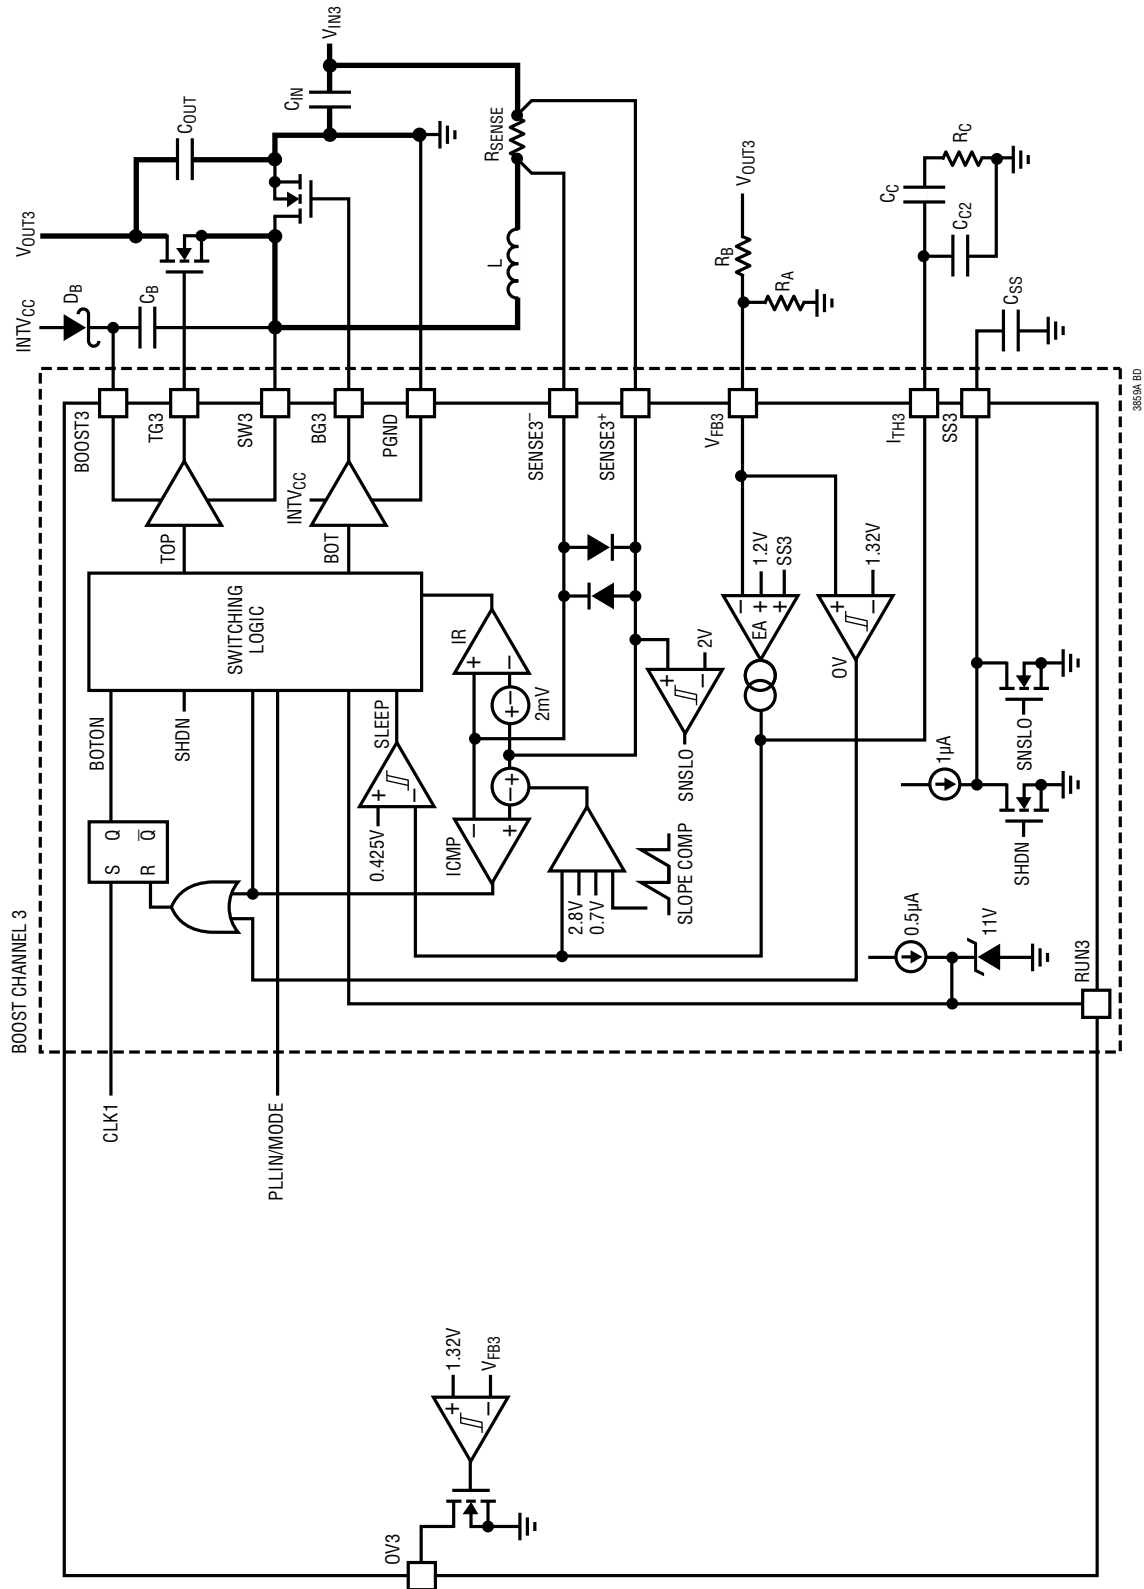 BOOST CHANNEL 3
CLK1
PLLIN/MODE
S Q
R Q̅
BOTON
SHDN
SWITCHING
LOGIC
TOP
BOT
INTVCC
BOOST3
TG3
SW3
BG3
PGND
INTVCC
DB
CB
VOUT3
COUT
CIN
VIN3
RSENSE
L
SLEEP
0.425V
+
−
IR
+ −
+−
2mV
−+
ICMP
− +
2.8V
0.7V
SLOPE COMP
SENSE3−
SENSE3+
SNSLO
+
−
2V
VFB3
RB
RA
VOUT3
EA
−
+
+
1.2V
SS3
OV
+
−
1.32V
ITH3
CC
RC
CC2
SS3
CSS
1µA
SNSLO
SHDN
0.5µA
11V
RUN3
OV3
+
−
1.32V
VFB3
3859A BD